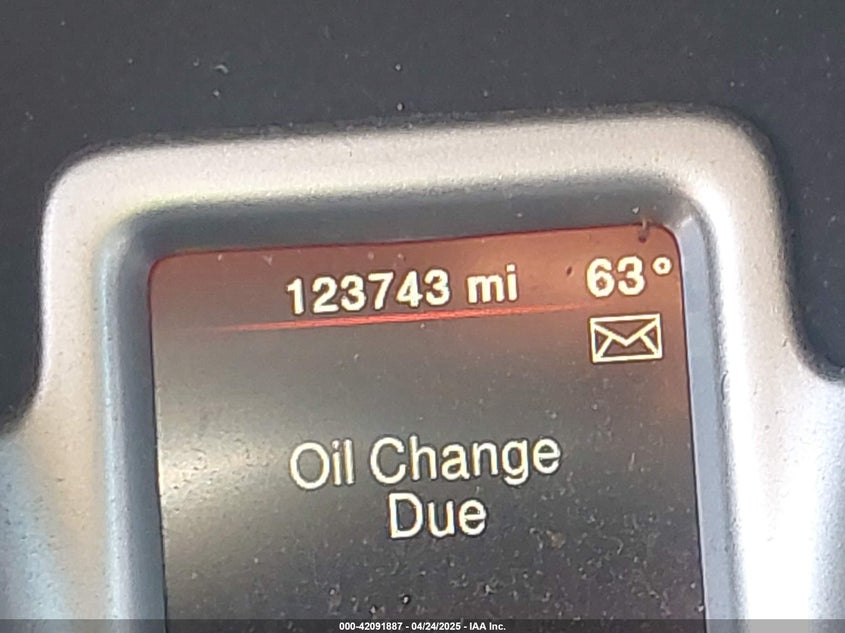 123743 mi 63°
Oil Change
Due
000-42091887 - 04/24/2025 - IAA Inc.